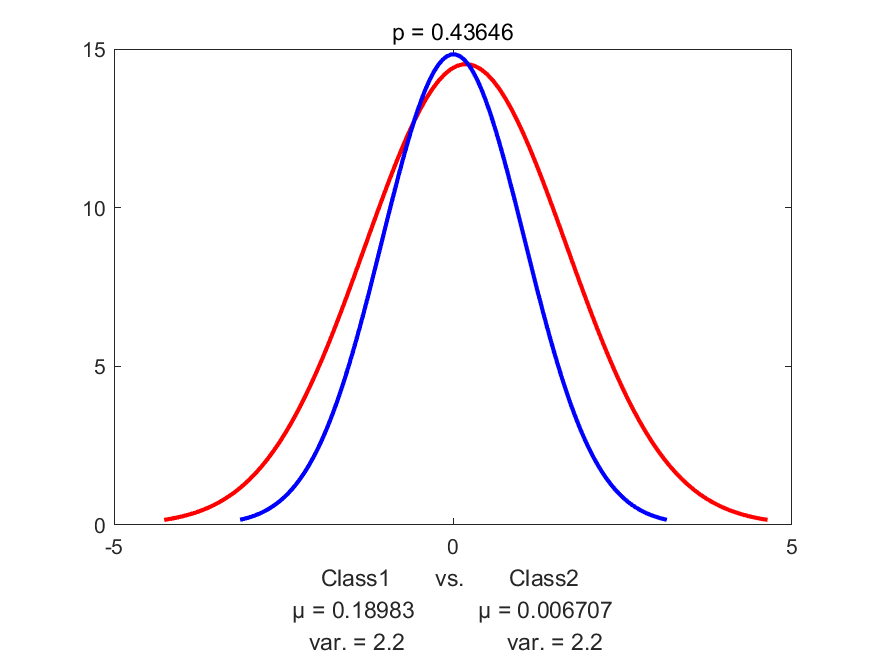 p = 0.43646
15
10
5
0
-5 0 5
Class1 vs. Class2
μ = 0.18983 μ = 0.006707
var. = 2.2 var. = 2.2